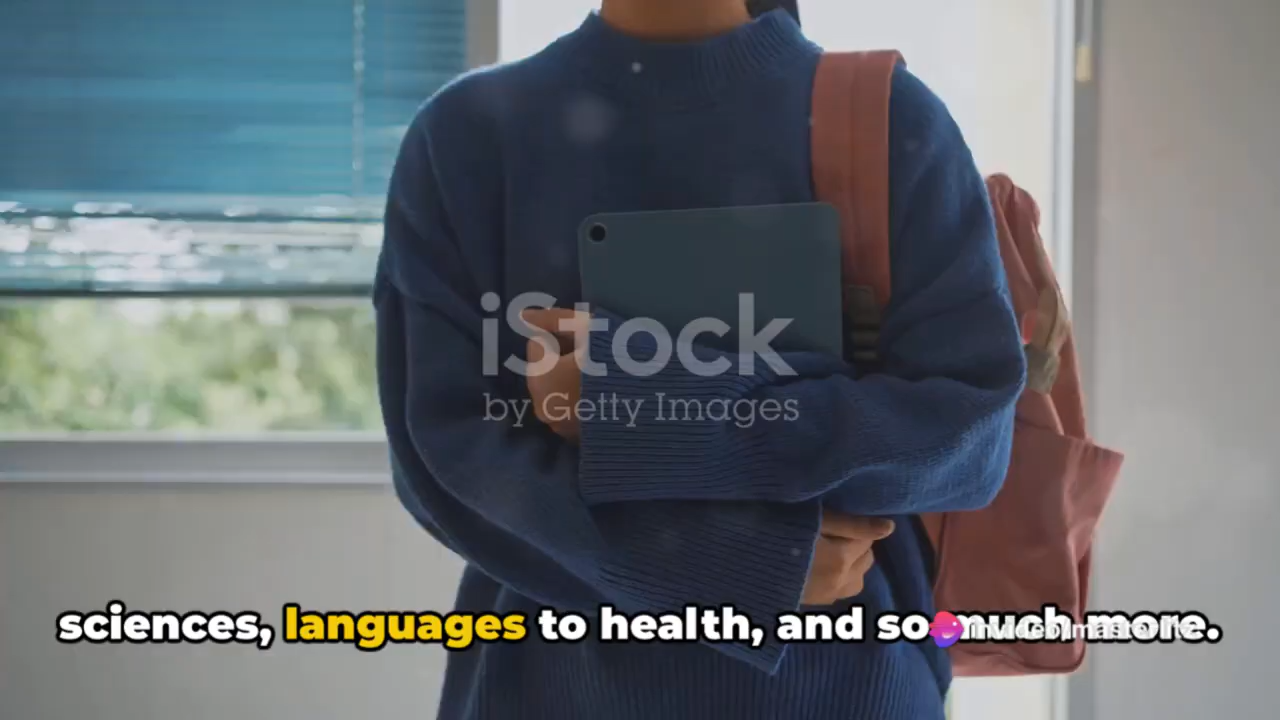 iStock
by Getty Images
sciences, languages to health, and so much more.